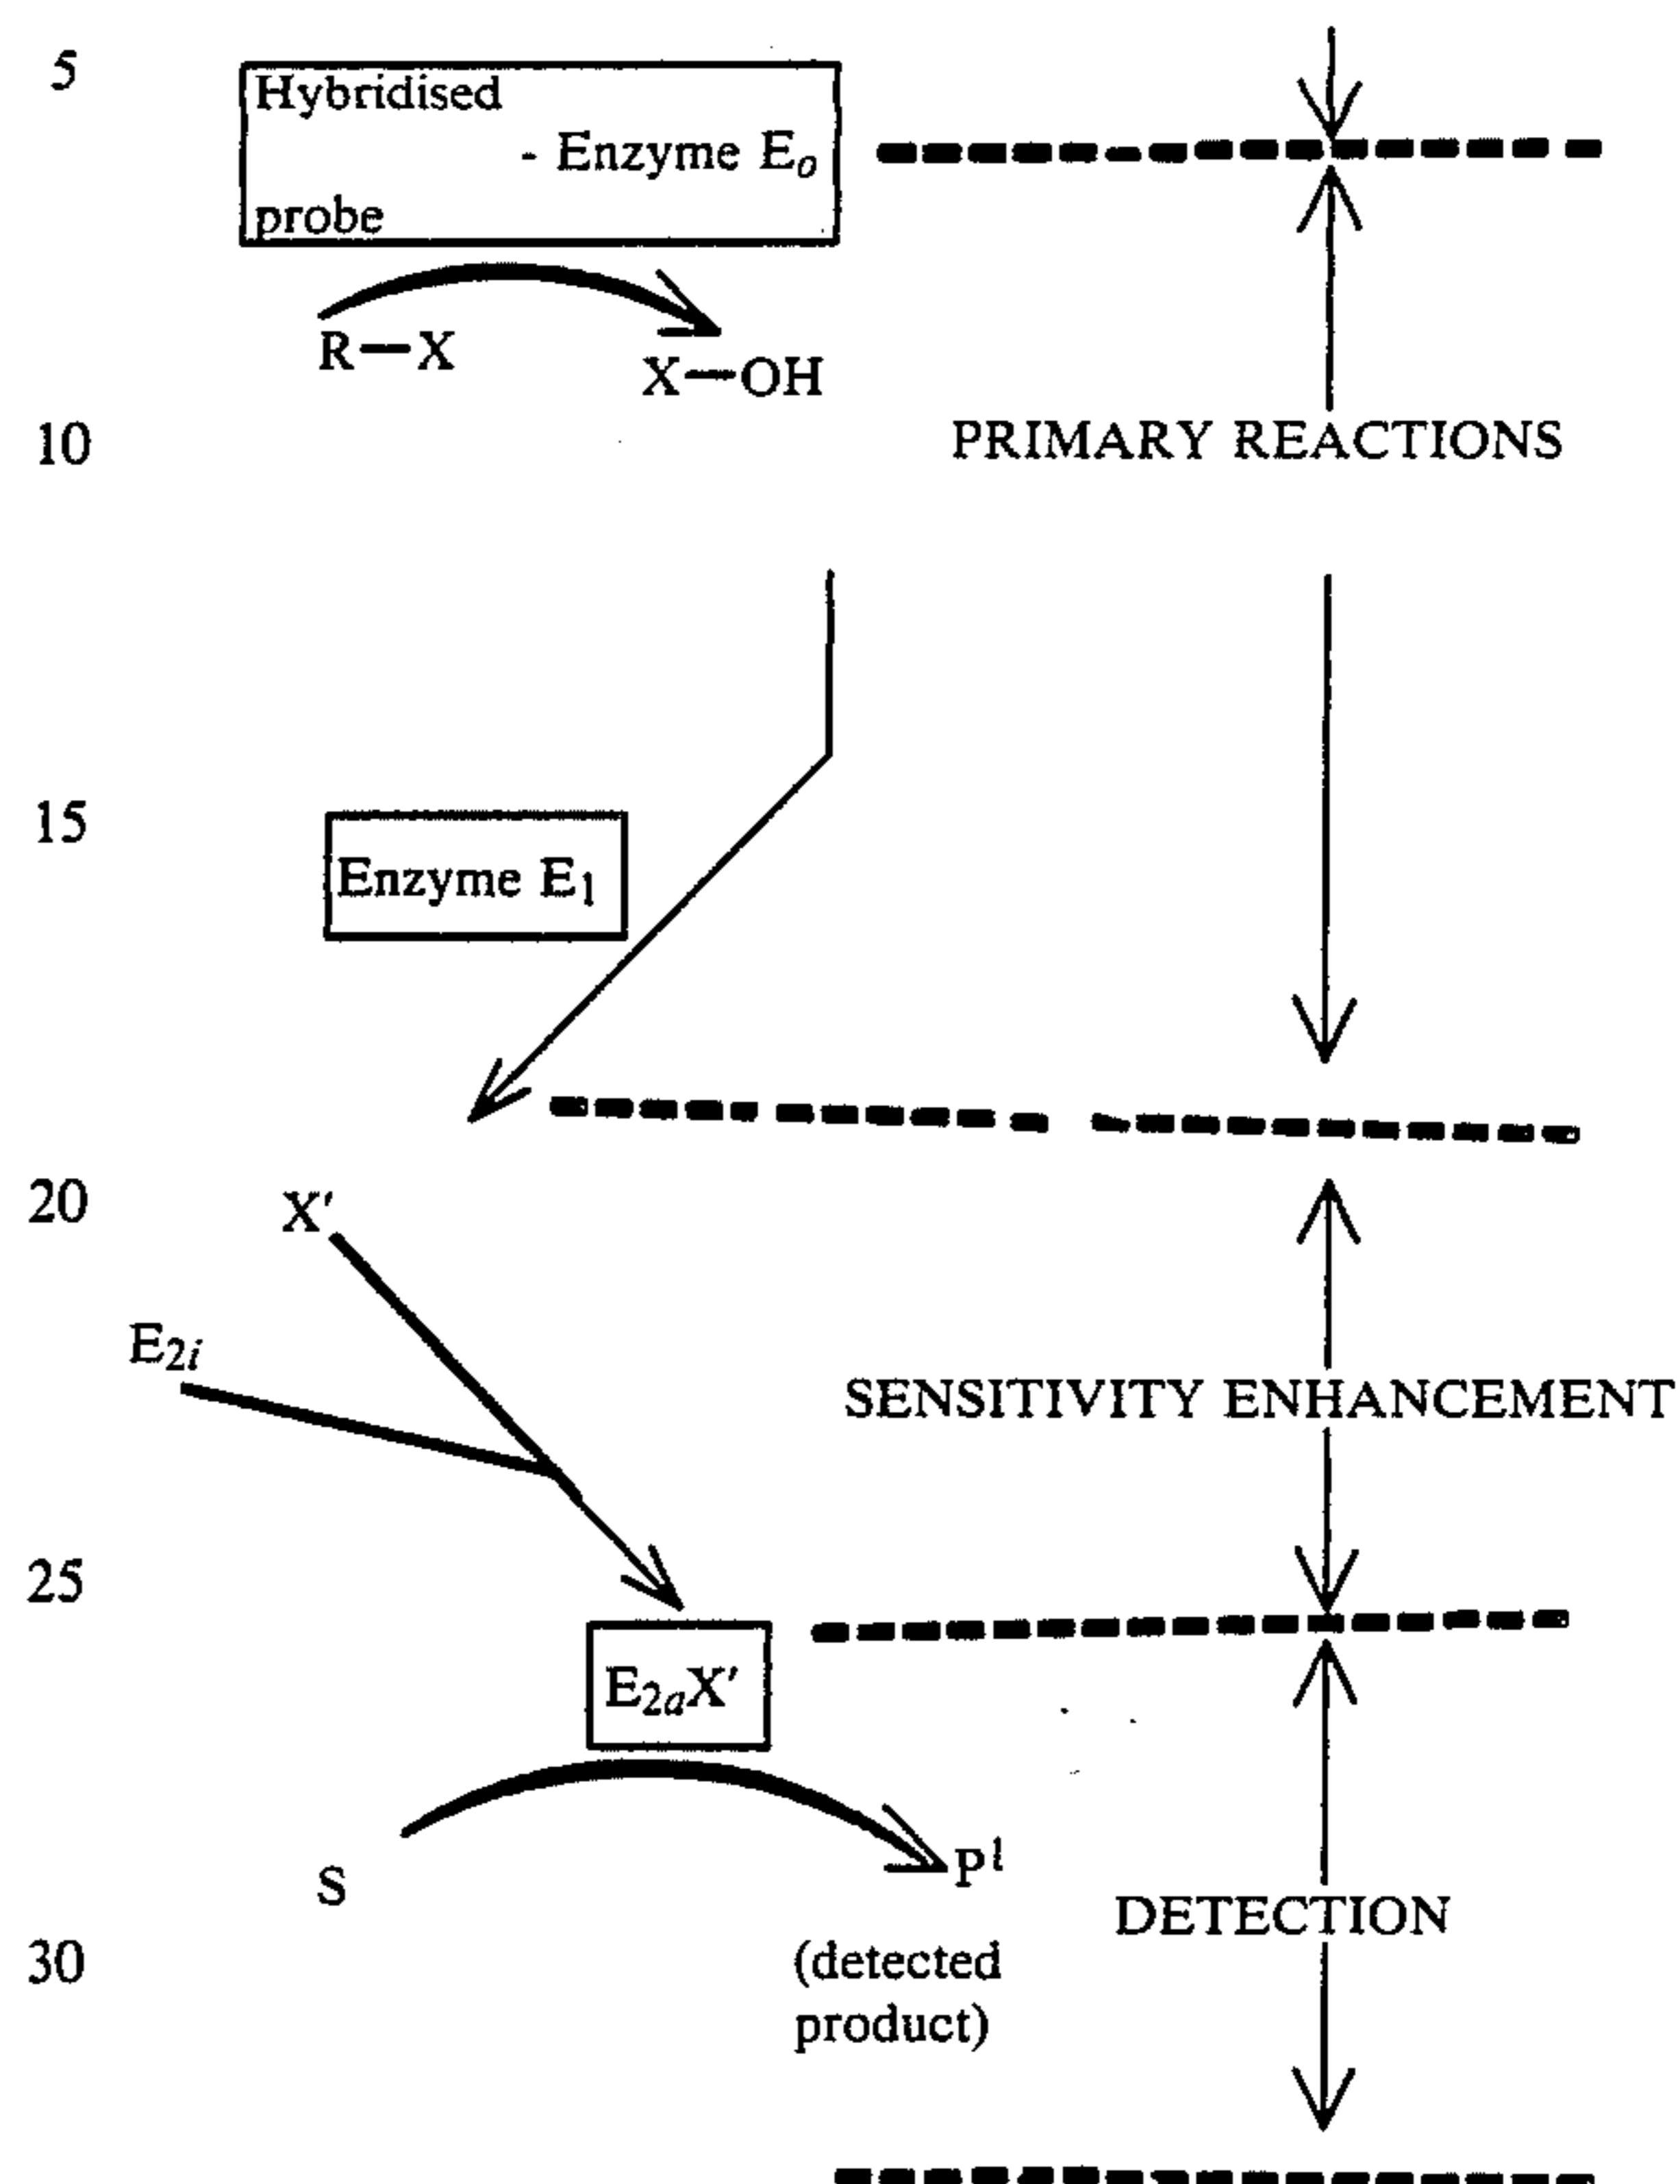 5
Hybridised
- Enzyme E₀
probe
R—X
X—OH
10
PRIMARY REACTIONS
15
Enzyme E₁
20
X′
E₂ᵢ
SENSITIVITY ENHANCEMENT
25
E₂ₐX′
S
P¹
DETECTION
30
(detected
product)